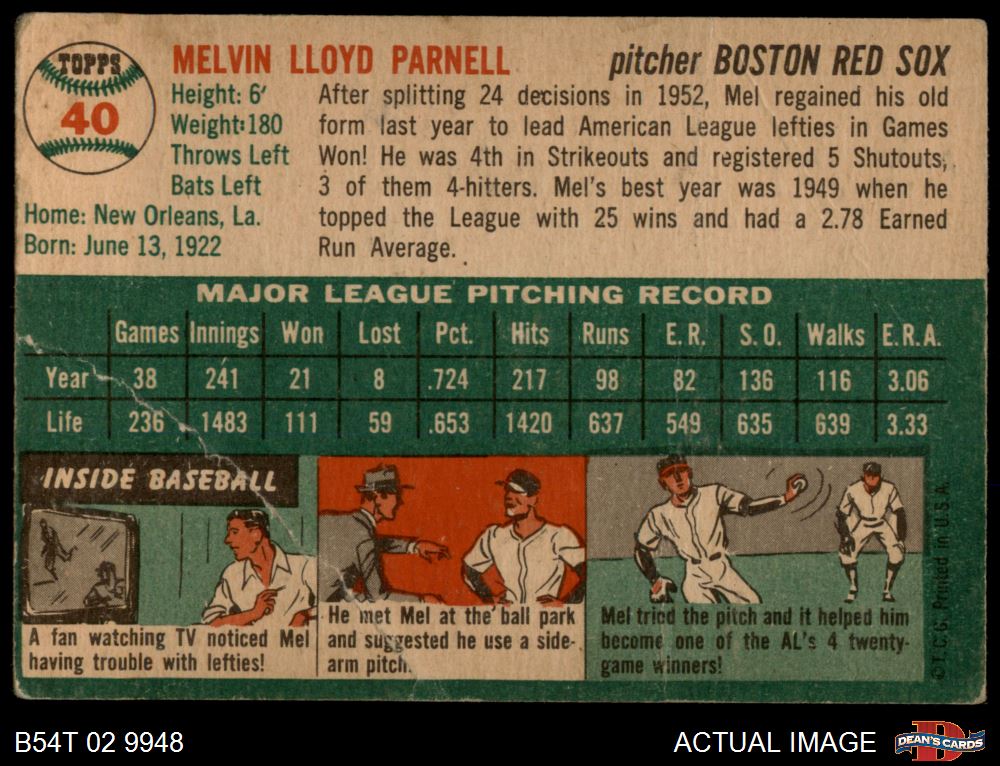 TOPPS
40
MELVIN LLOYD PARNELL
pitcher BOSTON RED SOX
Height: 6'
Weight:180
Throws Left
Bats Left
Home: New Orleans, La.
Born: June 13, 1922
After splitting 24 decisions in 1952, Mel regained his old
form last year to lead American League lefties in Games
Won! He was 4th in Strikeouts and registered 5 Shutouts,
3 of them 4-hitters. Mel's best year was 1949 when he
topped the League with 25 wins and had a 2.78 Earned
Run Average.
MAJOR LEAGUE PITCHING RECORD
Games Innings Won Lost Pct. Hits Runs E. R. S. O. Walks E.R.A.
Year 38 241 21 8 .724 217 98 82 136 116 3.06
Life 236 1483 111 59 .653 1420 637 549 635 639 3.33
INSIDE BASEBALL
A fan watching TV noticed Mel
having trouble with lefties!
He met Mel at the ball park
and suggested he use a side-
arm pitch.
Mel tried the pitch and it helped him
become one of the AL's 4 twenty-
game winners!
©T.C.G. Printed in U.S.A.
B54T 02 9948
ACTUAL IMAGE
DEAN'S CARDS